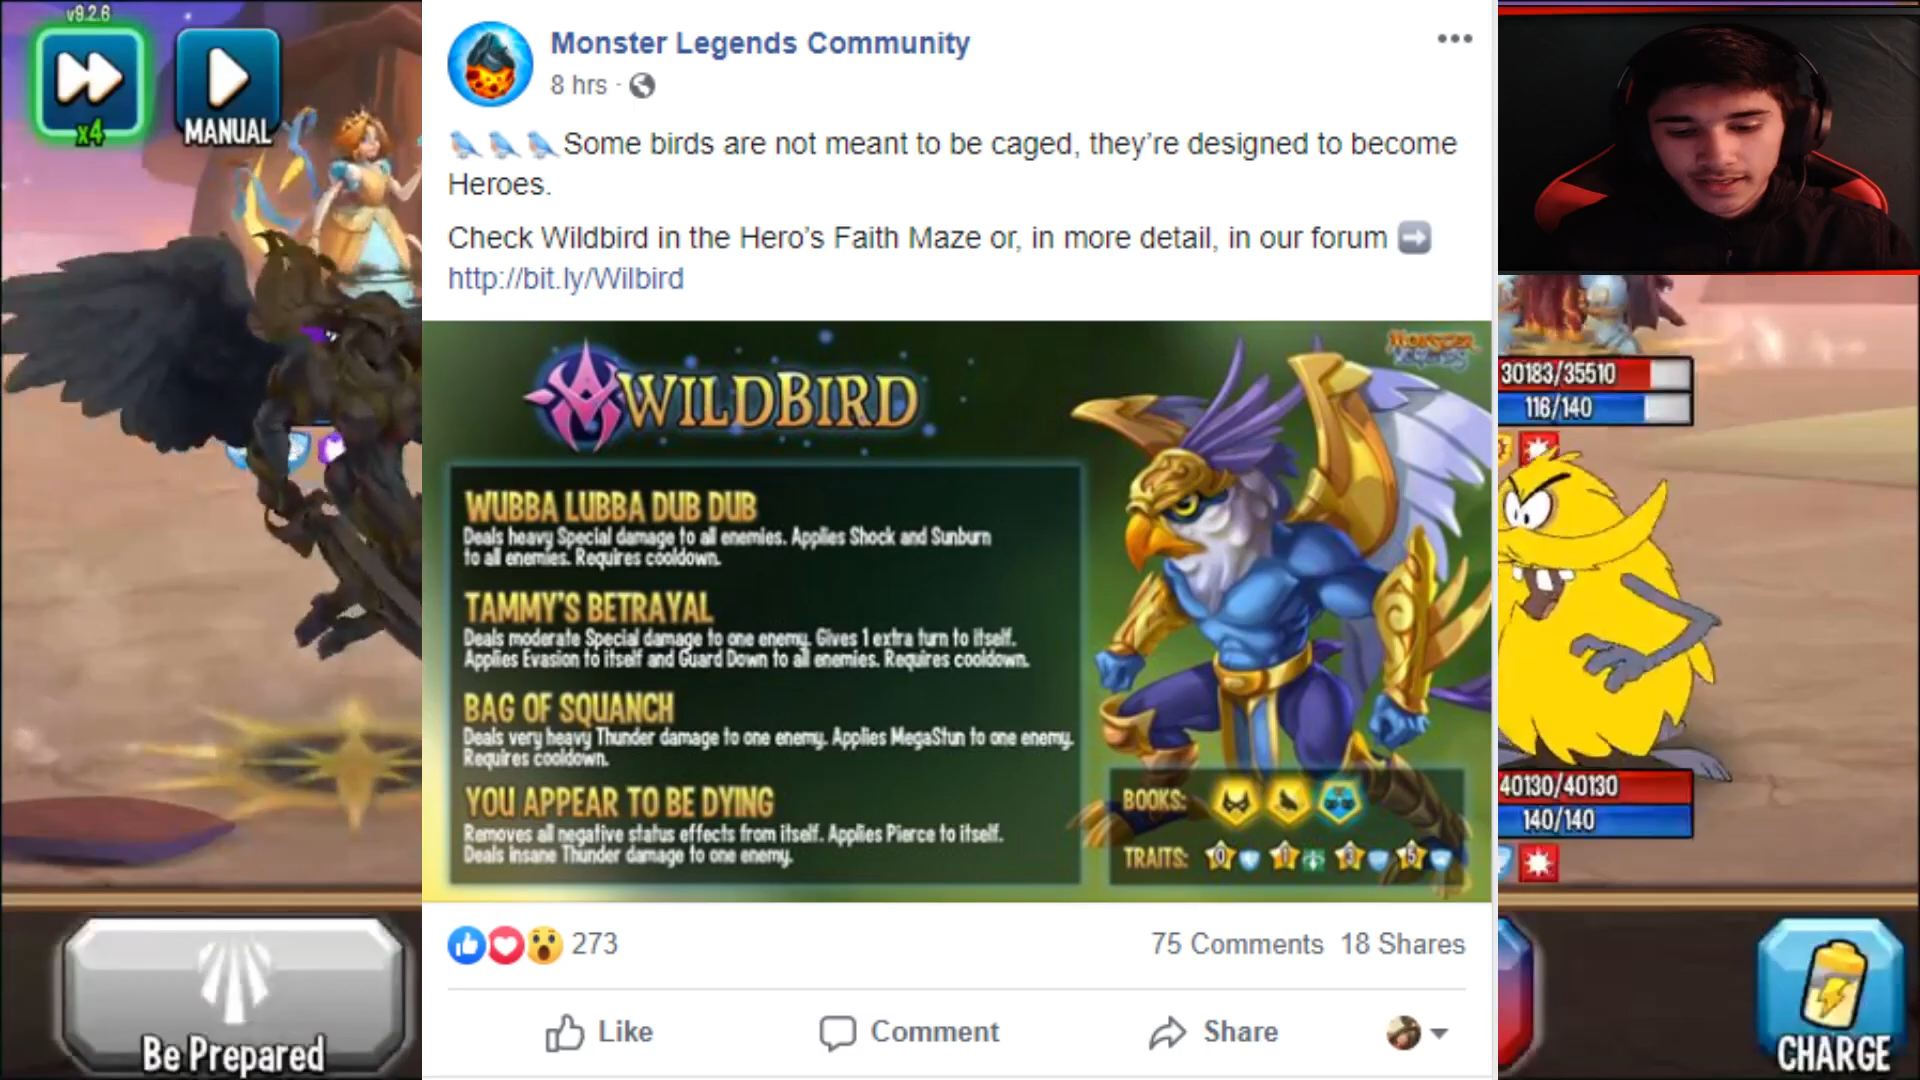 v9.2.6
x4
MANUAL
Monster Legends Community
8 hrs ·
Some birds are not meant to be caged, they're designed to become
Heroes.
Check Wildbird in the Hero's Faith Maze or, in more detail, in our forum
http://bit.ly/Wilbird
WILDBIRD
MONSTER
LEGENDS
WUBBA LUBBA DUB DUB
Deals heavy Special damage to all enemies. Applies Shock and Sunburn
to all enemies. Requires cooldown.
TAMMY'S BETRAYAL
Deals moderate Special damage to one enemy. Gives 1 extra turn to itself.
Applies Evasion to itself and Guard Down to all enemies. Requires cooldown.
BAG OF SQUANCH
Deals very heavy Thunder damage to one enemy. Applies MegaStun to one enemy.
Requires cooldown.
YOU APPEAR TO BE DYING
Removes all negative status effects from itself. Applies Pierce to itself.
Deals insane Thunder damage to one enemy.
BOOKS:
TRAITS: 0 1 3 5
273
75 Comments 18 Shares
Like Comment Share
30183/35510
116/140
40130/40130
140/140
Be Prepared
CHARGE